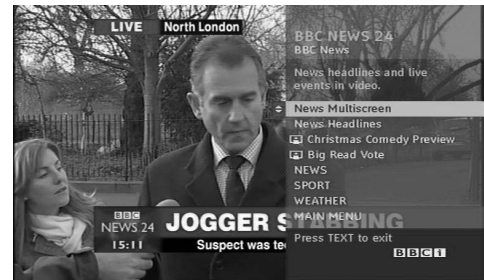 LIVE
North London
BBC NEWS 24
BBC News
News headlines and live
events in video.
News Multiscreen
News Headlines
Christmas Comedy Preview
Big Read Vote
NEWS
SPORT
WEATHER
MAIN MENU
Press TEXT to exit
BBC 1
BBC
NEWS 24
15:11
JOGGER STABBING
Suspect was